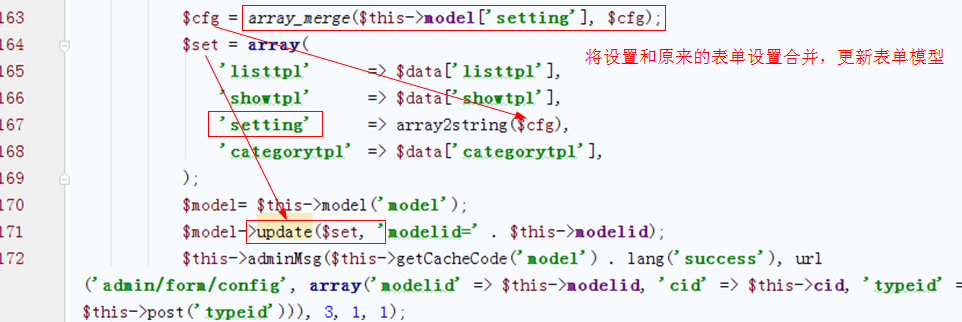 163 $cfg = array_merge($this->model['setting'], $cfg);
164 $set = array(
将设置和原来的表单设置合并，更新表单模型
165 'listtpl' => $data['listtpl'],
166 'showtpl' => $data['showtpl'],
167 'setting' => array2string($cfg),
168 'categorytpl' => $data['categorytpl'],
169 );
170 $model= $this->model('model');
171 $model->update($set, 'modelid=' . $this->modelid);
172 $this->adminMsg($this->getCacheCode('model') . lang('success'), url
('admin/form/config', array('modelid' => $this->modelid, 'cid' => $this->cid, 'typeid' =
$this->post('typeid'))), 3, 1, 1);